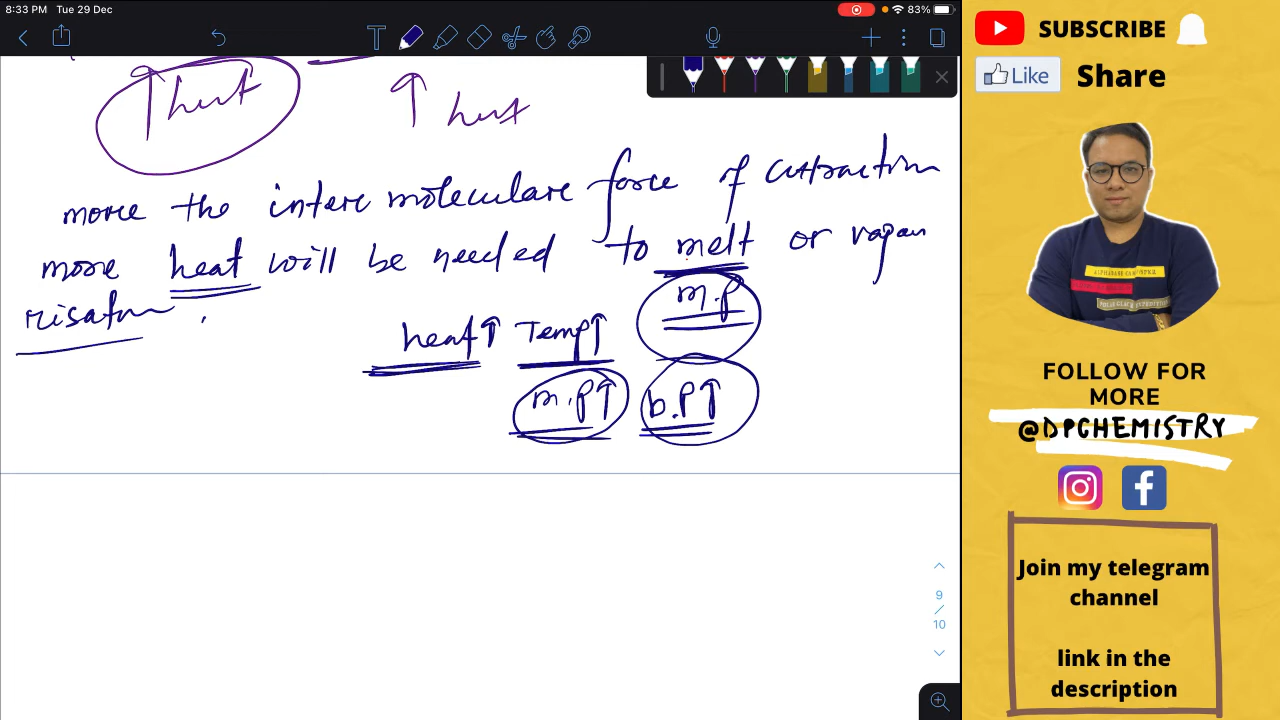 8:33 PM Tue 29 Dec
83%
↑ heat ↑ heat
more the inter moleculare force of attraction
more heat will be needed to melt or vapou
risation.
m.p
heat↑ Temp↑
m.p↑ b.p↑
9
/
10
SUBSCRIBE
Like Share
FOLLOW FOR
MORE
@DPCHEMISTRY
Join my telegram
channel
link in the
description